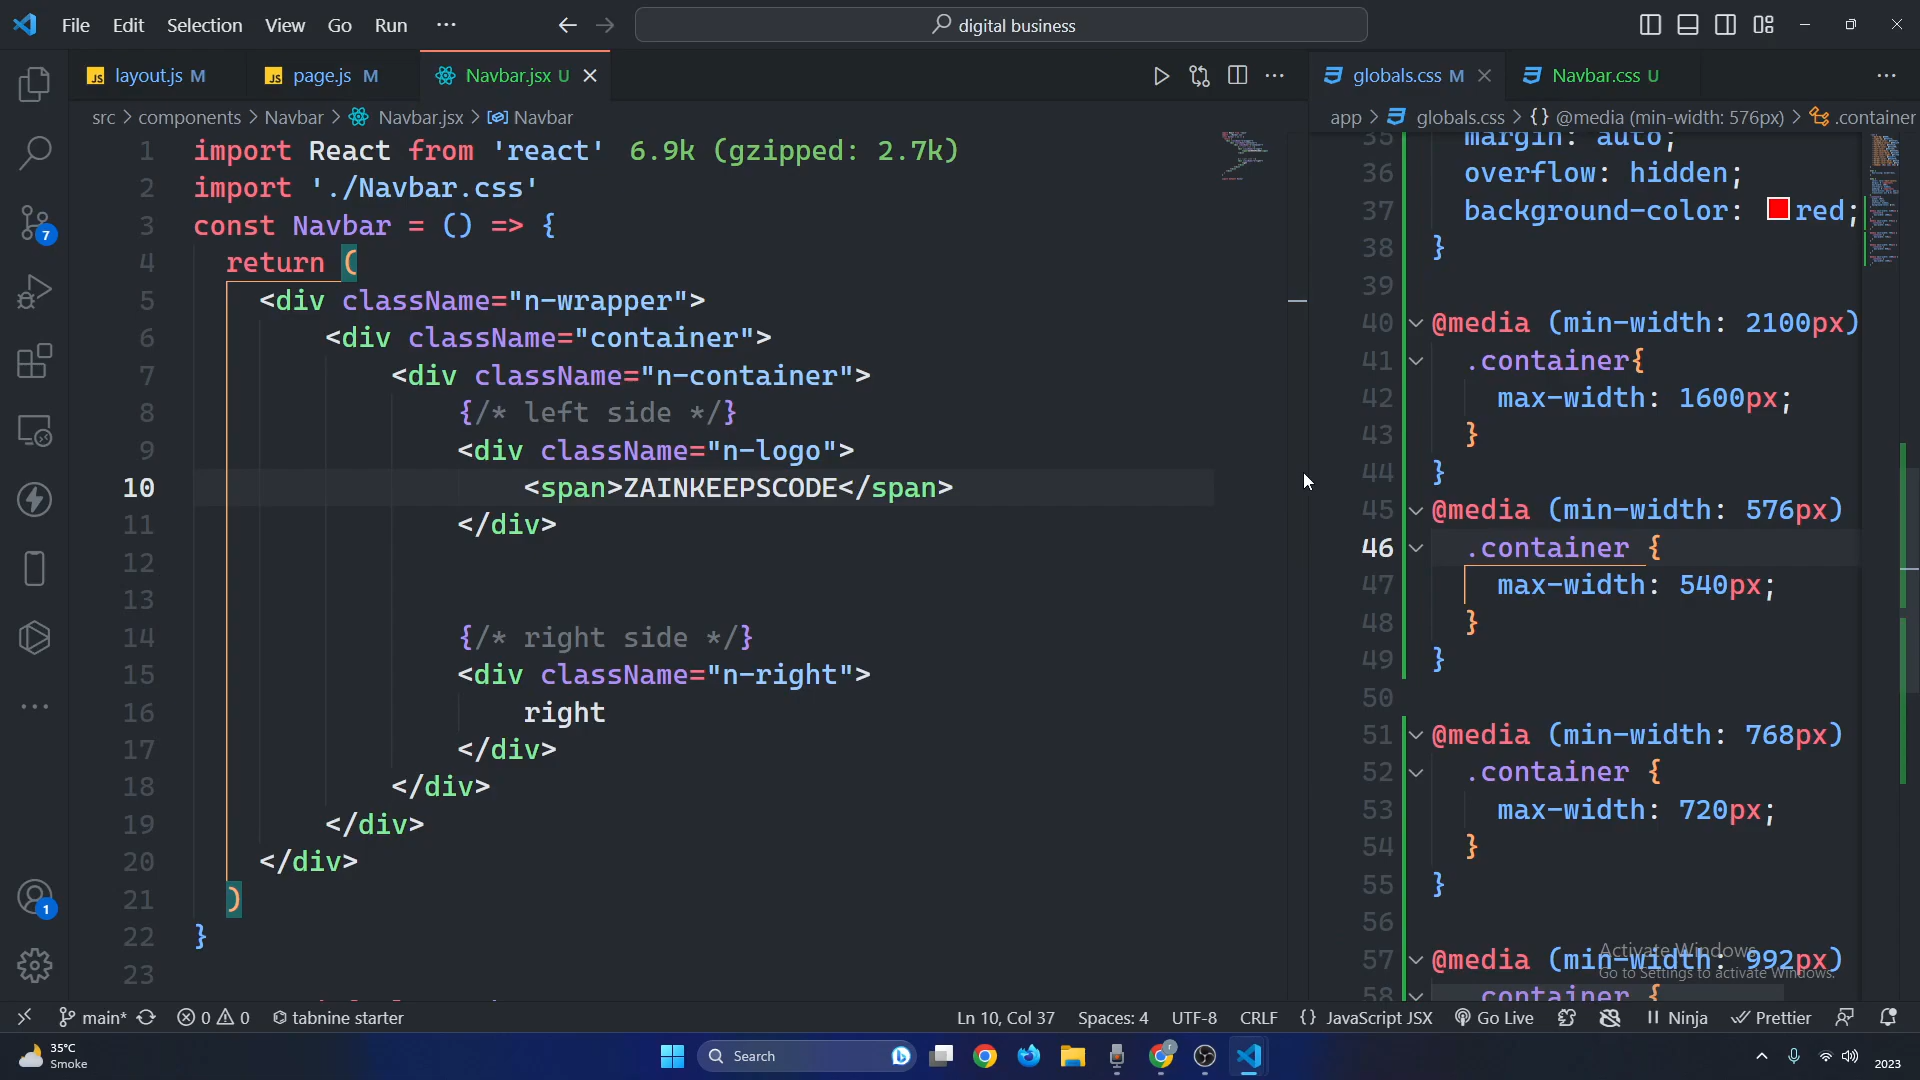 File Edit Selection View Go Run ···
digital business
layout.js M page.js M Navbar.jsx U
globals.css M Navbar.css U
src > components > Navbar > Navbar.jsx > Navbar
app > globals.css > {} @media (min-width: 576px) > .container
1 import React from 'react' 6.9k (gzipped: 2.7k)
2 import './Navbar.css'
3 const Navbar = () => {
4 return (
5 <div className="n-wrapper">
6 <div className="container">
7 <div className="n-container">
8 {/* left side */}
9 <div className="n-logo">
10 <span>ZAINKEEPSCODE</span>
11 </div>
12
13
14 {/* right side */}
15 <div className="n-right">
16 right
17 </div>
18 </div>
19 </div>
20 </div>
21 )
22 }
23
35 margin: auto;
36 overflow: hidden;
37 background-color: red;
38 }
39
40 @media (min-width: 2100px)
41 .container{
42 max-width: 1600px;
43 }
44 }
45 @media (min-width: 576px)
46 .container {
47 max-width: 540px;
48 }
49 }
50
51 @media (min-width: 768px)
52 .container {
53 max-width: 720px;
54 }
55 }
56
57 @media (min-width: 992px)
58 .container {
Activate Windows
Go to Settings to activate Windows.
7
1
main* 0 0 tabnine starter
Ln 10, Col 37 Spaces: 4 UTF-8 CRLF {} JavaScript JSX Go Live Ninja Prettier
35°C
Smoke
Search
2023